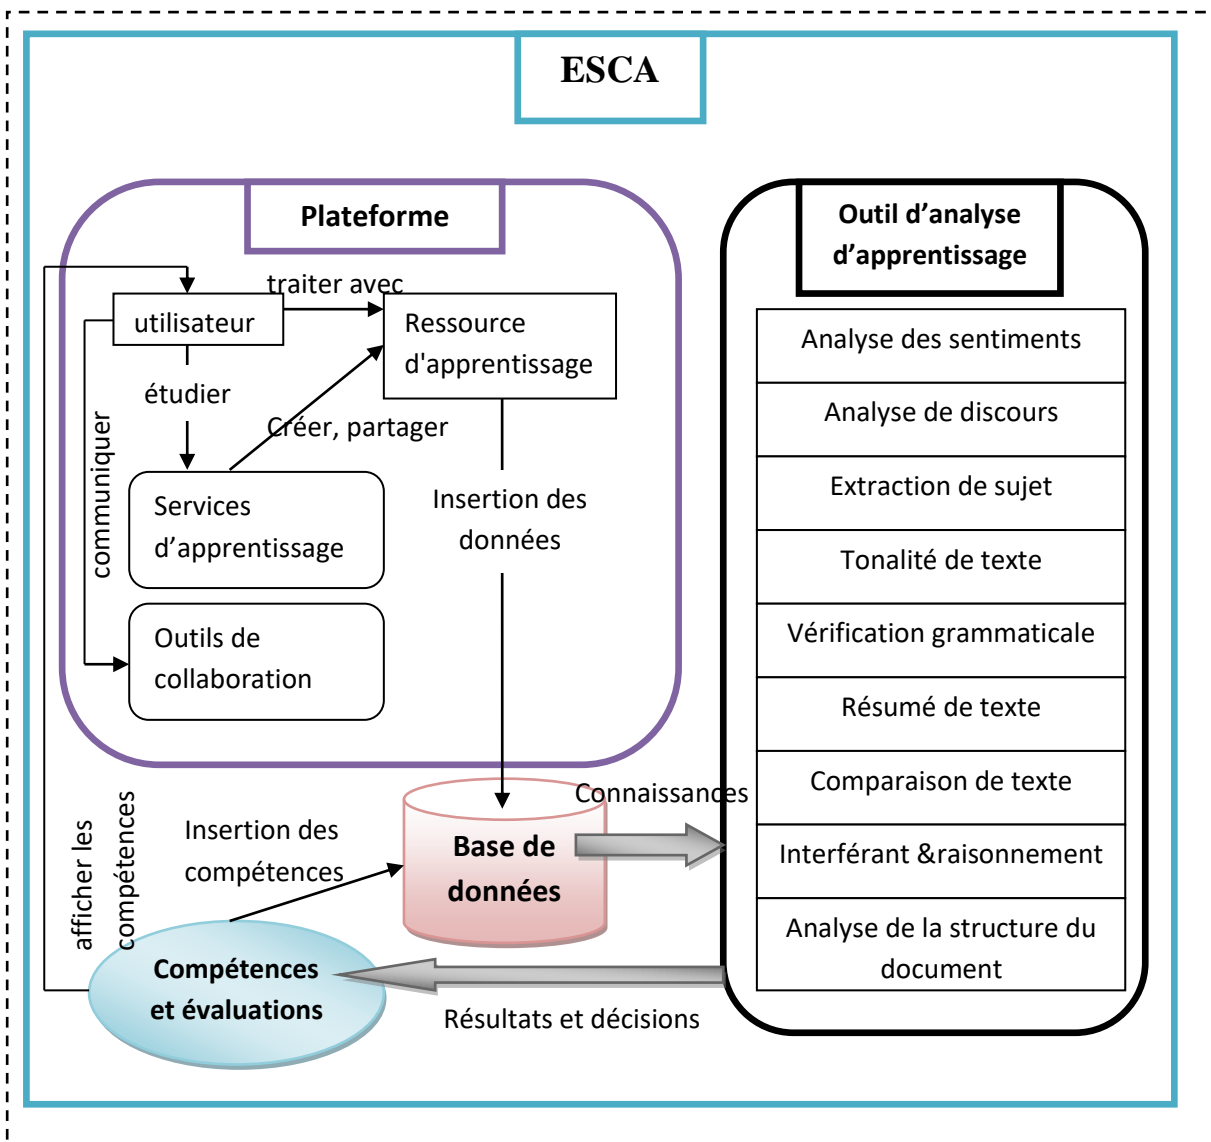 ESCA
Plateforme
traiter avec
utilisateur
Ressource
d'apprentissage
étudier
Créer, partager
communiquer
Services
d’apprentissage
Insertion des
données
Outils de
collaboration
Outil d’analyse
d’apprentissage
Analyse des sentiments
Analyse de discours
Extraction de sujet
Tonalité de texte
Vérification grammaticale
Résumé de texte
Comparaison de texte
Interférant &raisonnement
Analyse de la structure du
document
Connaissances
Base de
données
Insertion des
compétences
afficher les
compétences
Compétences
et évaluations
Résultats et décisions